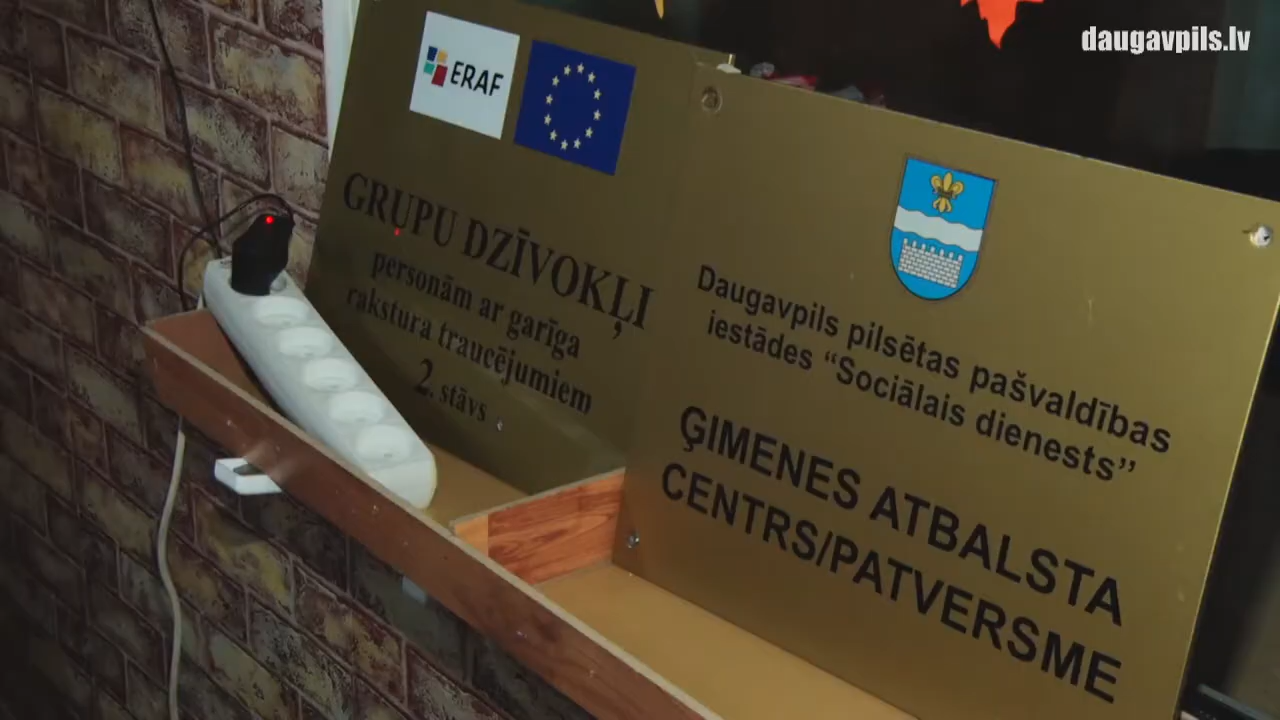 daugavpils.lv
ERAF
GRUPU DZĪVOKĻI
personām ar garīga
rakstura traucējumiem
2. stāvs
Daugavpils pilsētas pašvaldības
iestādes “Sociālais dienests”
ĢIMENES ATBALSTA
CENTRS/PATVERSME